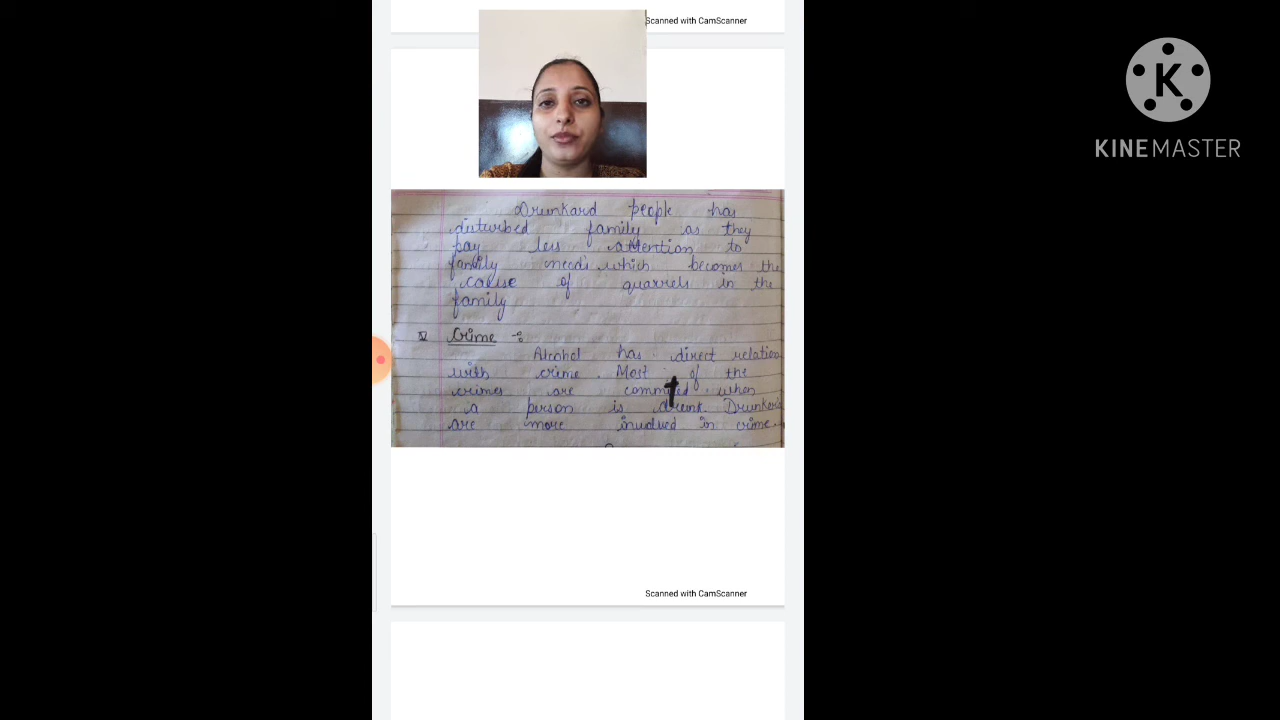 Scanned with CamScanner
K
KINEMASTER
Drunkard people has
disturbed family as they
pay less attention to
family needs which becomes the
cause of quarrels in the
family
IV Crime :-
Alcohol has direct relation
with crime. Most of the
crimes are committed when
a person is drunk. Drunkers
are more involved in crime.
Scanned with CamScanner